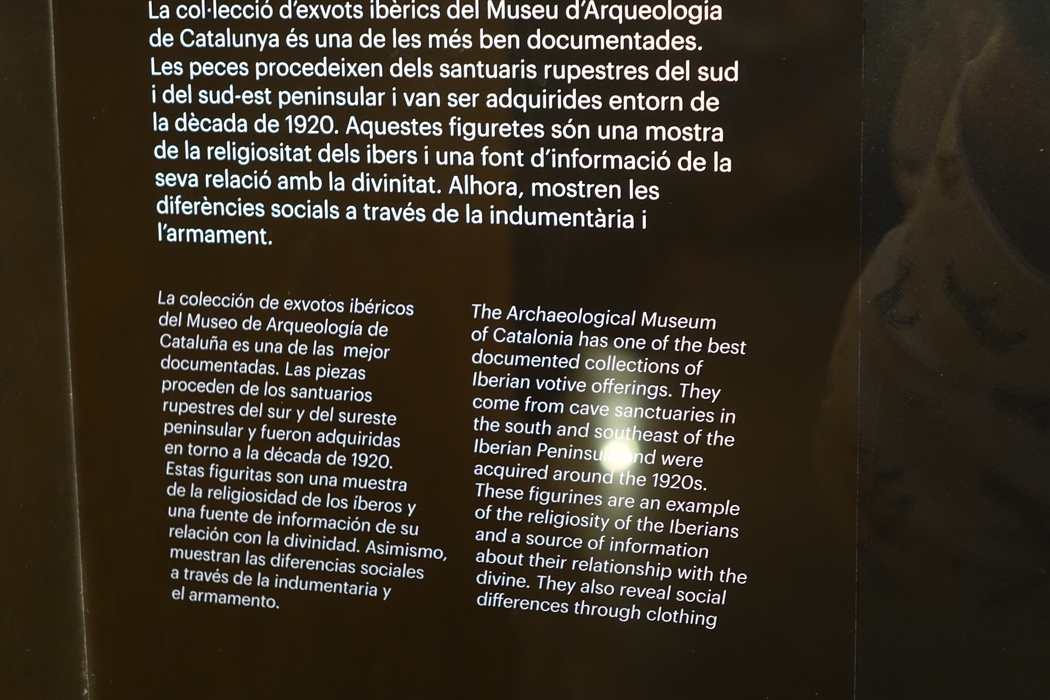 La col·lecció d'exvots ibèrics del Museu d'Arqueologia
de Catalunya és una de les més ben documentades.
Les peces procedeixen dels santuaris rupestres del sud
i del sud-est peninsular i van ser adquirides entorn de
la dècada de 1920. Aquestes figuretes són una mostra
de la religiositat dels ibers i una font d'informació de la
seva relació amb la divinitat. Alhora, mostren les
diferències socials a través de la indumentària i
l'armament.
La colección de exvotos ibéricos
del Museo de Arqueología de
Cataluña es una de las mejor
documentadas. Las piezas
proceden de los santuarios
rupestres del sur y del sureste
peninsular y fueron adquiridas
en torno a la década de 1920.
Estas figuritas son una muestra
de la religiosidad de los íberos y
una fuente de información de su
relación con la divinidad. Asimismo,
muestran las diferencias sociales
a través de la indumentaria y
el armamento.
The Archaeological Museum
of Catalonia has one of the best
documented collections of
Iberian votive offerings. They
come from cave sanctuaries in
the south and southeast of the
Iberian Peninsula and were
acquired around the 1920s.
These figurines are an example
of the religiosity of the Iberians
and a source of information
about their relationship with the
divine. They also reveal social
differences through clothing